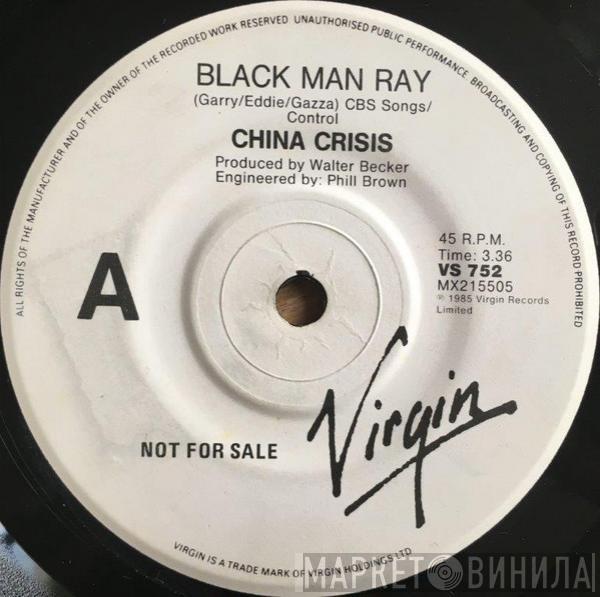 ALL RIGHTS OF THE MANUFACTURER AND OF THE OWNER OF THE RECORDED WORK RESERVED UNAUTHORISED PUBLIC PERFORMANCE BROADCASTING AND COPYING OF THIS RECORD PROHIBITED
BLACK MAN RAY
(Garry/Eddie/Gazza) CBS Songs/
Control
CHINA CRISIS
Produced by Walter Becker
Engineered by: Phill Brown
A
45 R.P.M.
Time: 3.36
VS 752
MX215505
℗ 1985 Virgin Records
Limited
NOT FOR SALE
Virgin
VIRGIN IS A TRADE MARK OF VIRGIN HOLDINGS LTD
МАРКЕТ ВИНИЛА